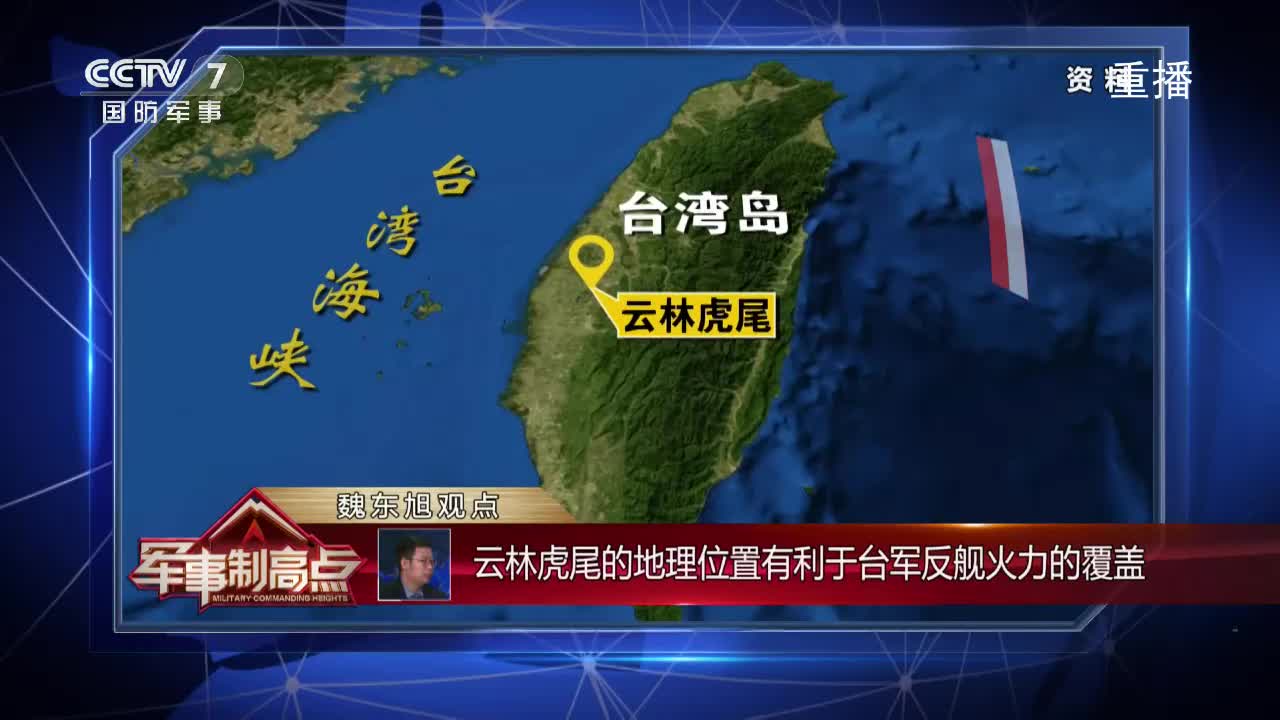 CCTV 7
国防军事
资料
重播
台湾海峡
台湾岛
云林虎尾
魏东旭观点
军事制高点
MILITARY COMMANDING HEIGHTS
云林虎尾的地理位置有利于台军反舰火力的覆盖